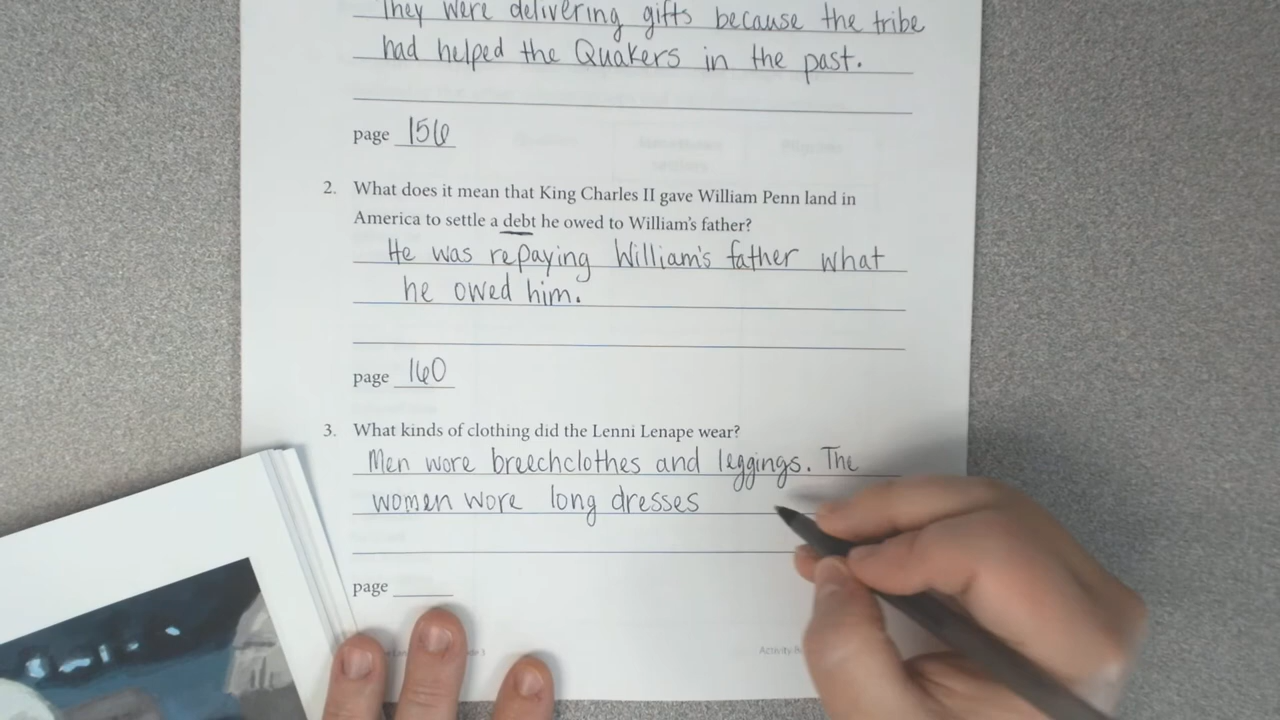 They were delivering gifts because the tribe
had helped the Quakers in the past.
page 156
2. What does it mean that King Charles II gave William Penn land in
America to settle a debt he owed to William's father?
He was repaying William's father what
he owed him.
page 160
3. What kinds of clothing did the Lenni Lenape wear?
Men wore breechclothes and leggings. The
women wore long dresses
page
Activity